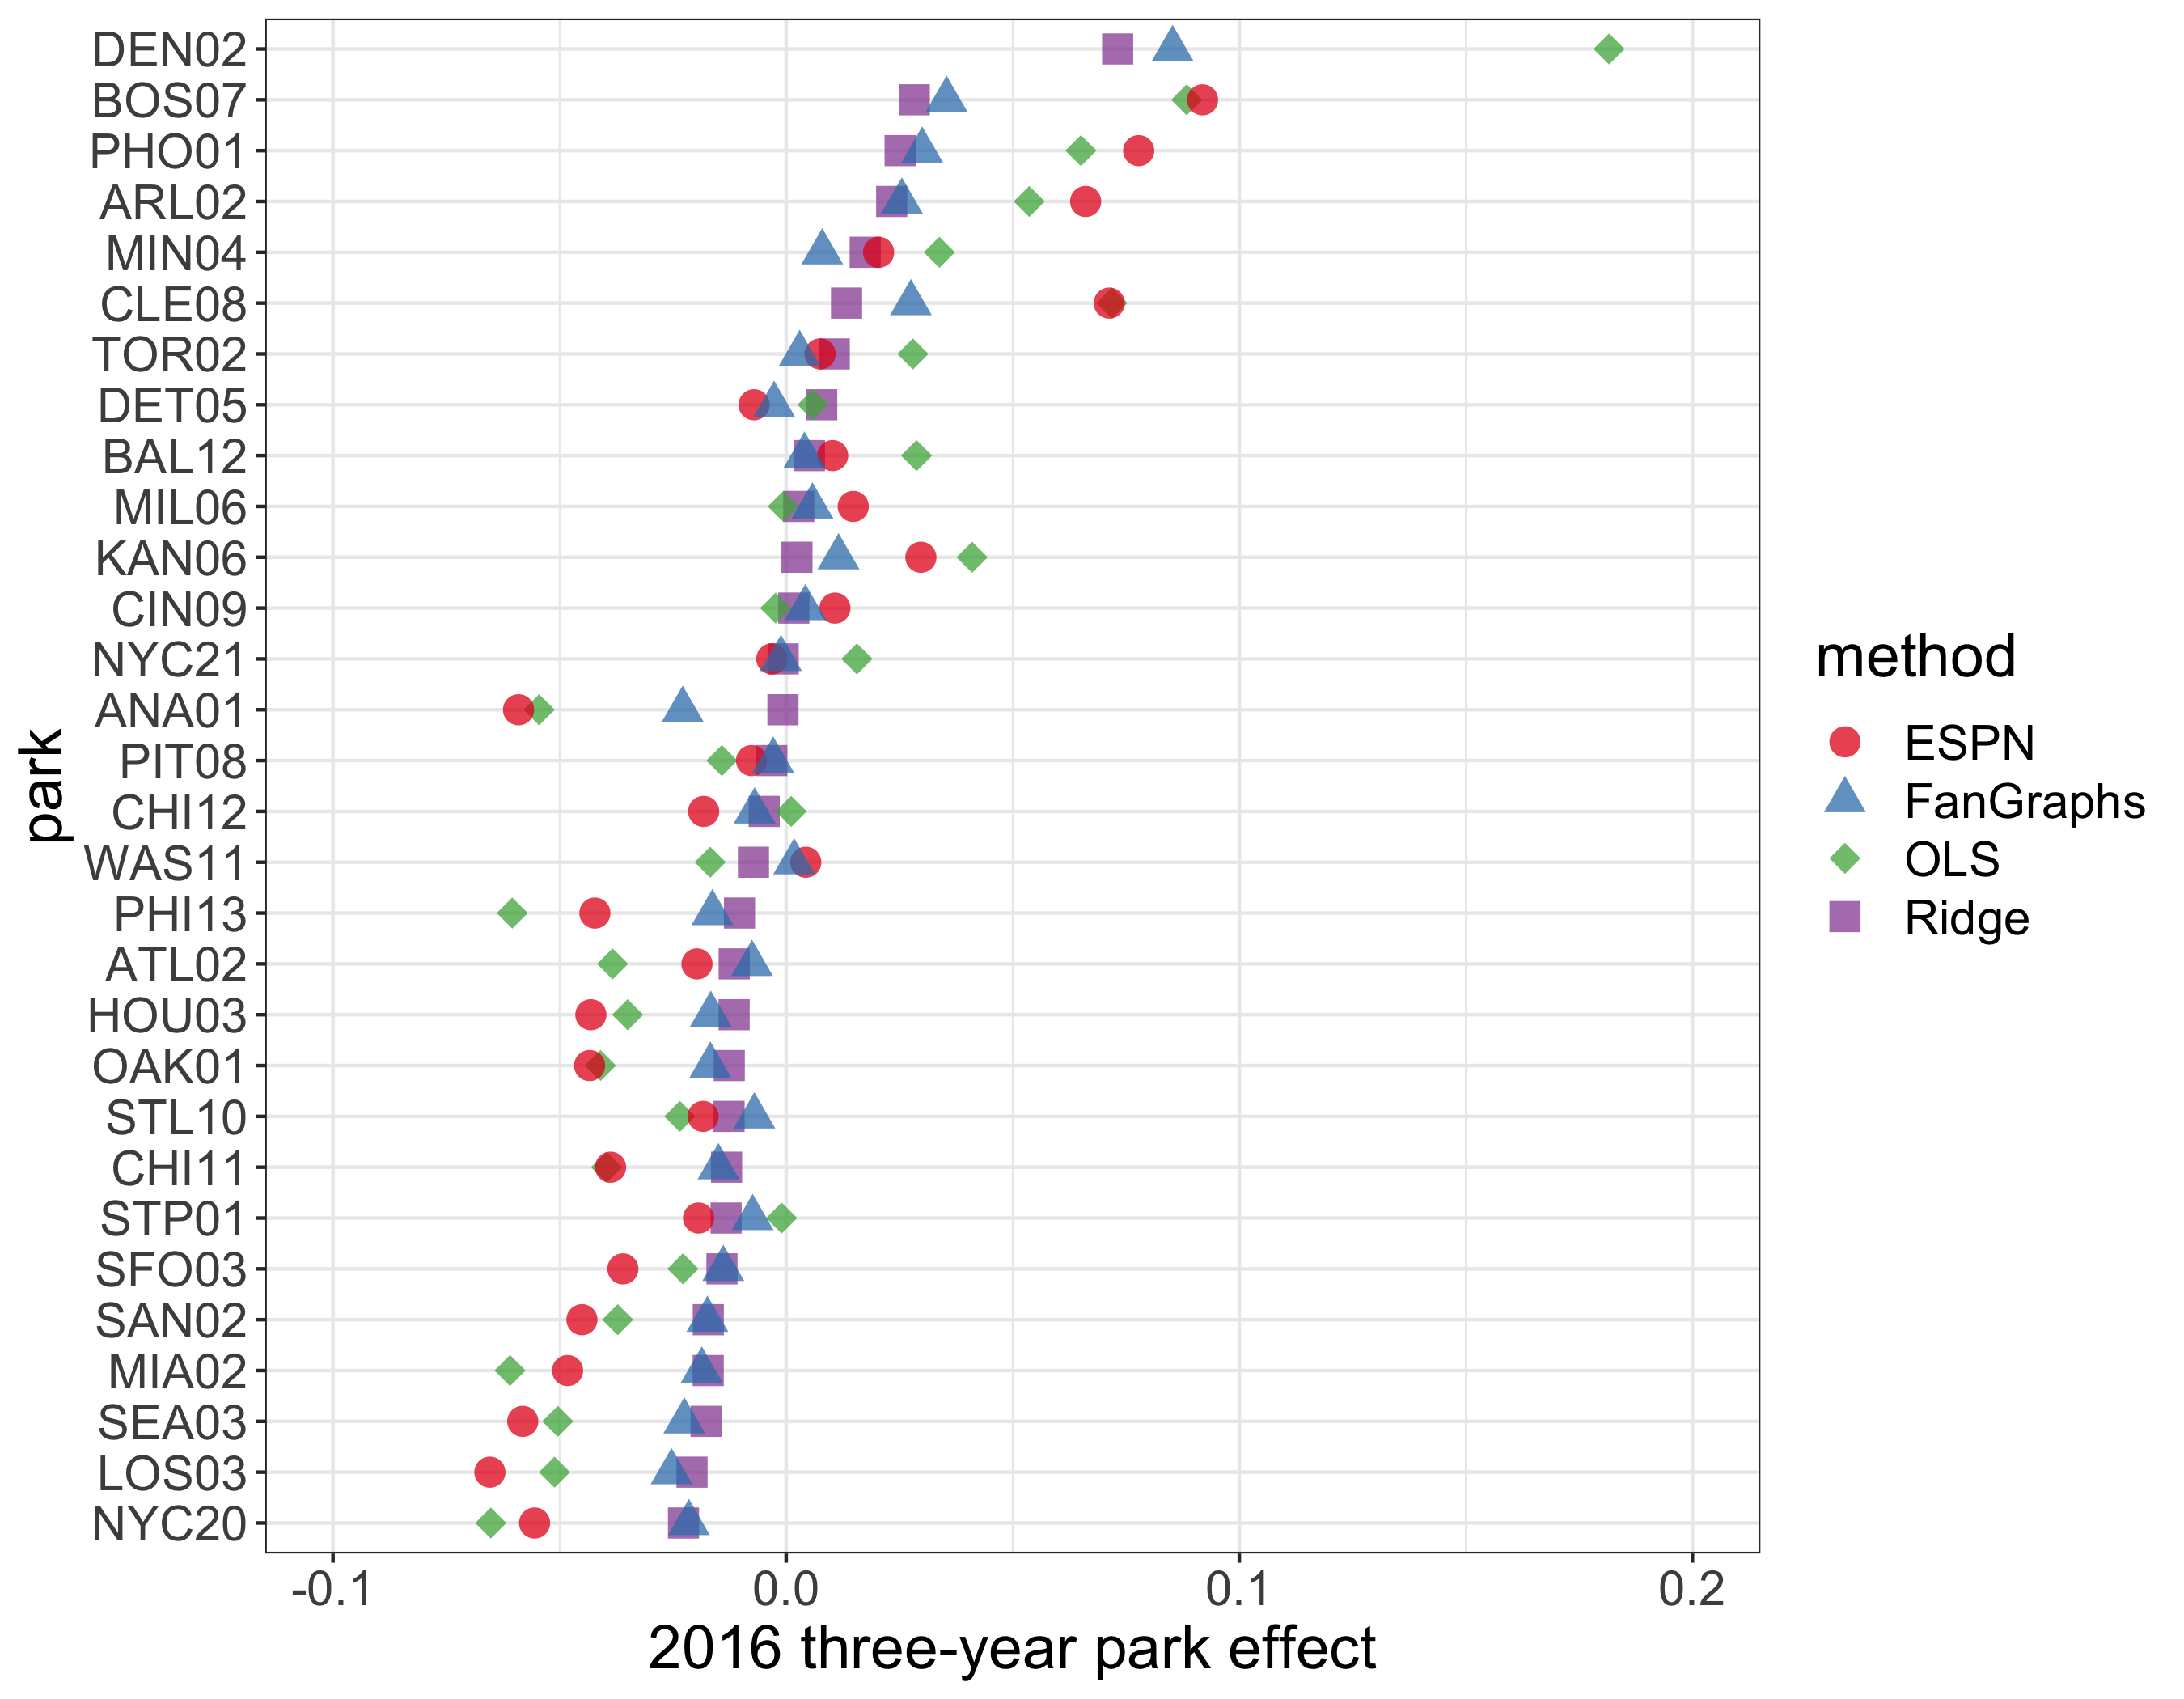 DEN02
BOS07
PHO01
ARL02
MIN04
CLE08
TOR02
DET05
BAL12
MIL06
KAN06
CIN09
NYC21
ANA01
PIT08
CHI12
WAS11
PHI13
ATL02
HOU03
OAK01
STL10
CHI11
STP01
SFO03
SAN02
MIA02
SEA03
LOS03
NYC20
park
-0.1 0.0 0.1 0.2
2016 three-year park effect
method
ESPN
FanGraphs
OLS
Ridge